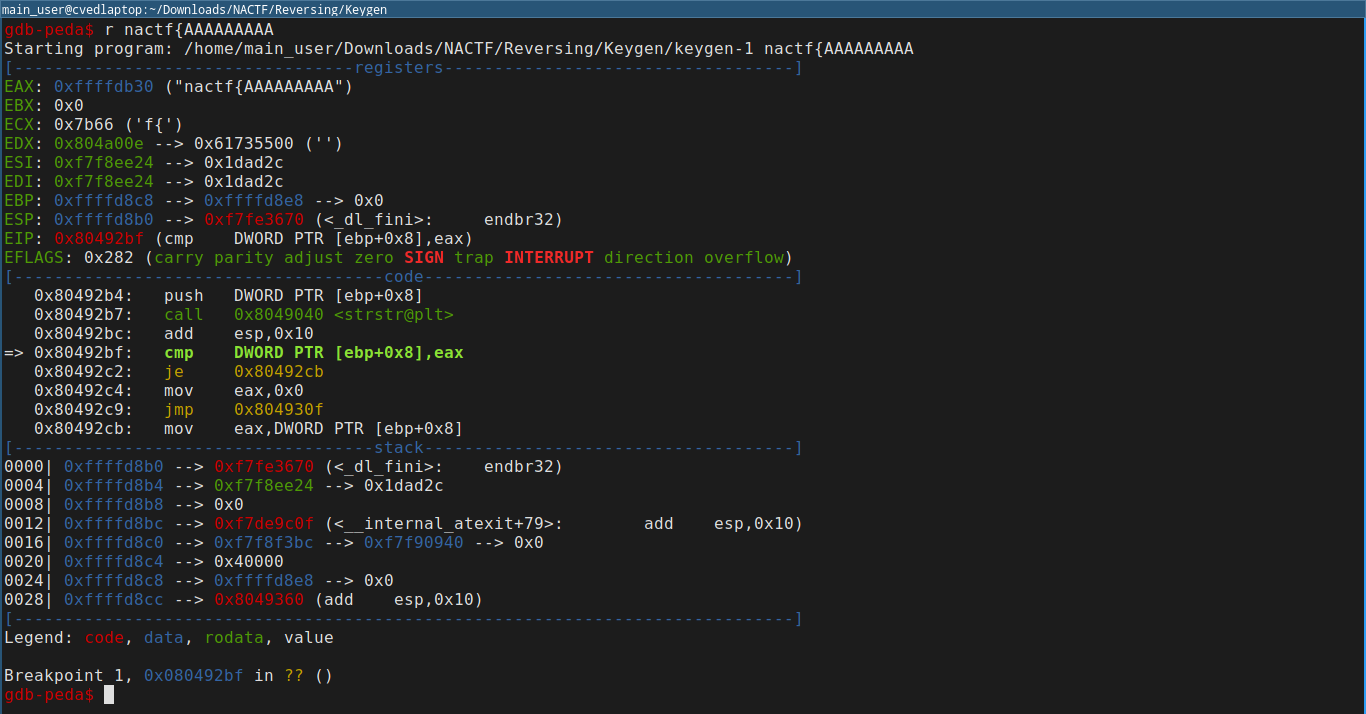 main_user@cvedlaptop:~/Downloads/NACTF/Reversing/Keygen
gdb-peda$ r nactf{AAAAAAAAA
Starting program: /home/main_user/Downloads/NACTF/Reversing/Keygen/keygen-1 nactf{AAAAAAAAA
[----------------------------------registers-----------------------------------]
EAX: 0xffffdb30 ("nactf{AAAAAAAAA")
EBX: 0x0
ECX: 0x7b66 ('f{')
EDX: 0x804a00e --> 0x61735500 ('')
ESI: 0xf7f8ee24 --> 0x1dad2c
EDI: 0xf7f8ee24 --> 0x1dad2c
EBP: 0xffffd8c8 --> 0xffffd8e8 --> 0x0
ESP: 0xffffd8b0 --> 0xf7fe3670 (<_dl_fini>:     endbr32)
EIP: 0x80492bf (cmp    DWORD PTR [ebp+0x8],eax)
EFLAGS: 0x282 (carry parity adjust zero SIGN trap INTERRUPT direction overflow)
[-------------------------------------code-------------------------------------]
   0x80492b4:   push   DWORD PTR [ebp+0x8]
   0x80492b7:   call   0x8049040 <strstr@plt>
   0x80492bc:   add    esp,0x10
=> 0x80492bf:   cmp    DWORD PTR [ebp+0x8],eax
   0x80492c2:   je     0x80492cb
   0x80492c4:   mov    eax,0x0
   0x80492c9:   jmp    0x804930f
   0x80492cb:   mov    eax,DWORD PTR [ebp+0x8]
[------------------------------------stack-------------------------------------]
0000| 0xffffd8b0 --> 0xf7fe3670 (<_dl_fini>:     endbr32)
0004| 0xffffd8b4 --> 0xf7f8ee24 --> 0x1dad2c
0008| 0xffffd8b8 --> 0x0
0012| 0xffffd8bc --> 0xf7de9c0f (<__internal_atexit+79>:        add    esp,0x10)
0016| 0xffffd8c0 --> 0xf7f8f3bc --> 0xf7f90940 --> 0x0
0020| 0xffffd8c4 --> 0x40000
0024| 0xffffd8c8 --> 0xffffd8e8 --> 0x0
0028| 0xffffd8cc --> 0x8049360 (add    esp,0x10)
[------------------------------------------------------------------------------]
Legend: code, data, rodata, value
Breakpoint 1, 0x080492bf in ?? ()
gdb-peda$